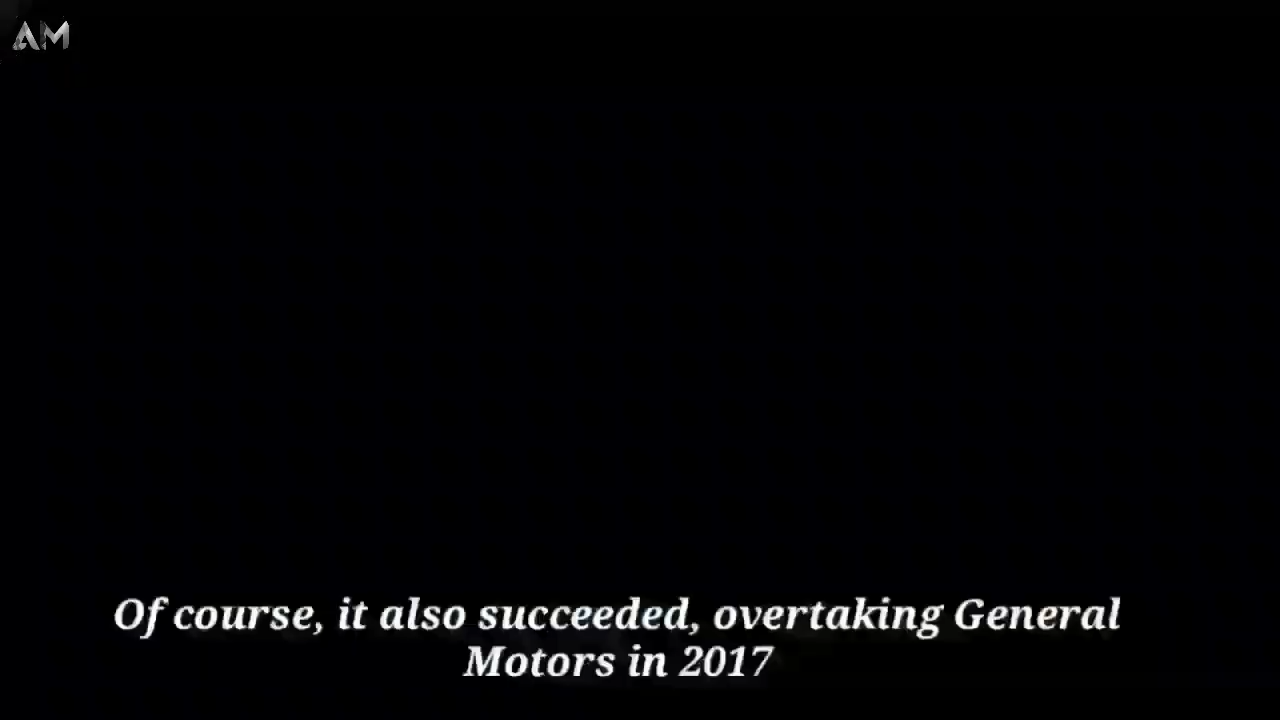 AM
Of course, it also succeeded, overtaking General
Motors in 2017